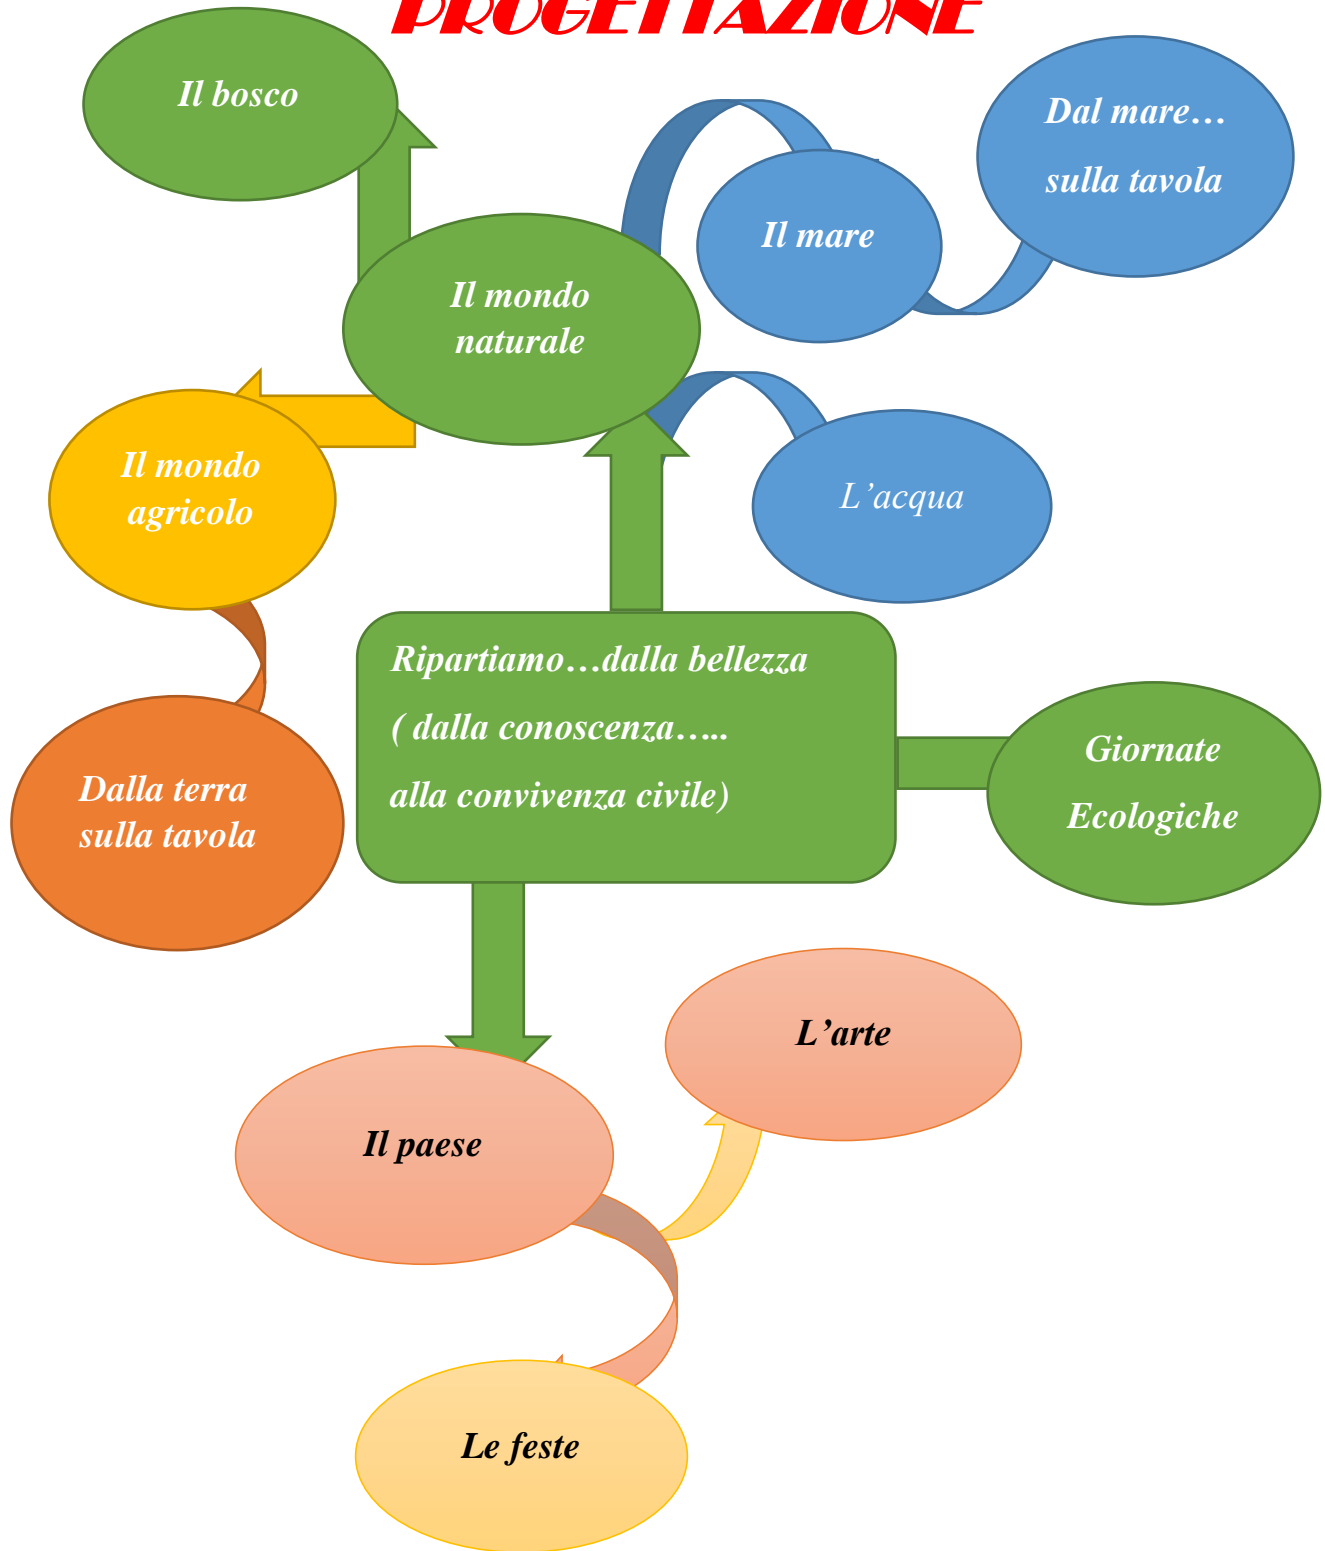 PROGETTAZIONE
Il bosco
Dal mare…
sulla tavola
Il mare
Il mondo
naturale
Il mondo
agricolo
L’acqua
Ripartiamo…dalla bellezza
( dalla conoscenza…..
alla convivenza civile)
Giornate
Ecologiche
Dalla terra
sulla tavola
L’arte
Il paese
Le feste